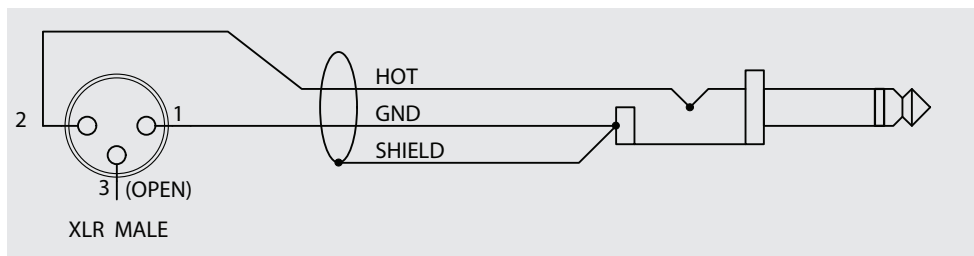 HOT
2
1
GND
SHIELD
3 (OPEN)
XLR MALE